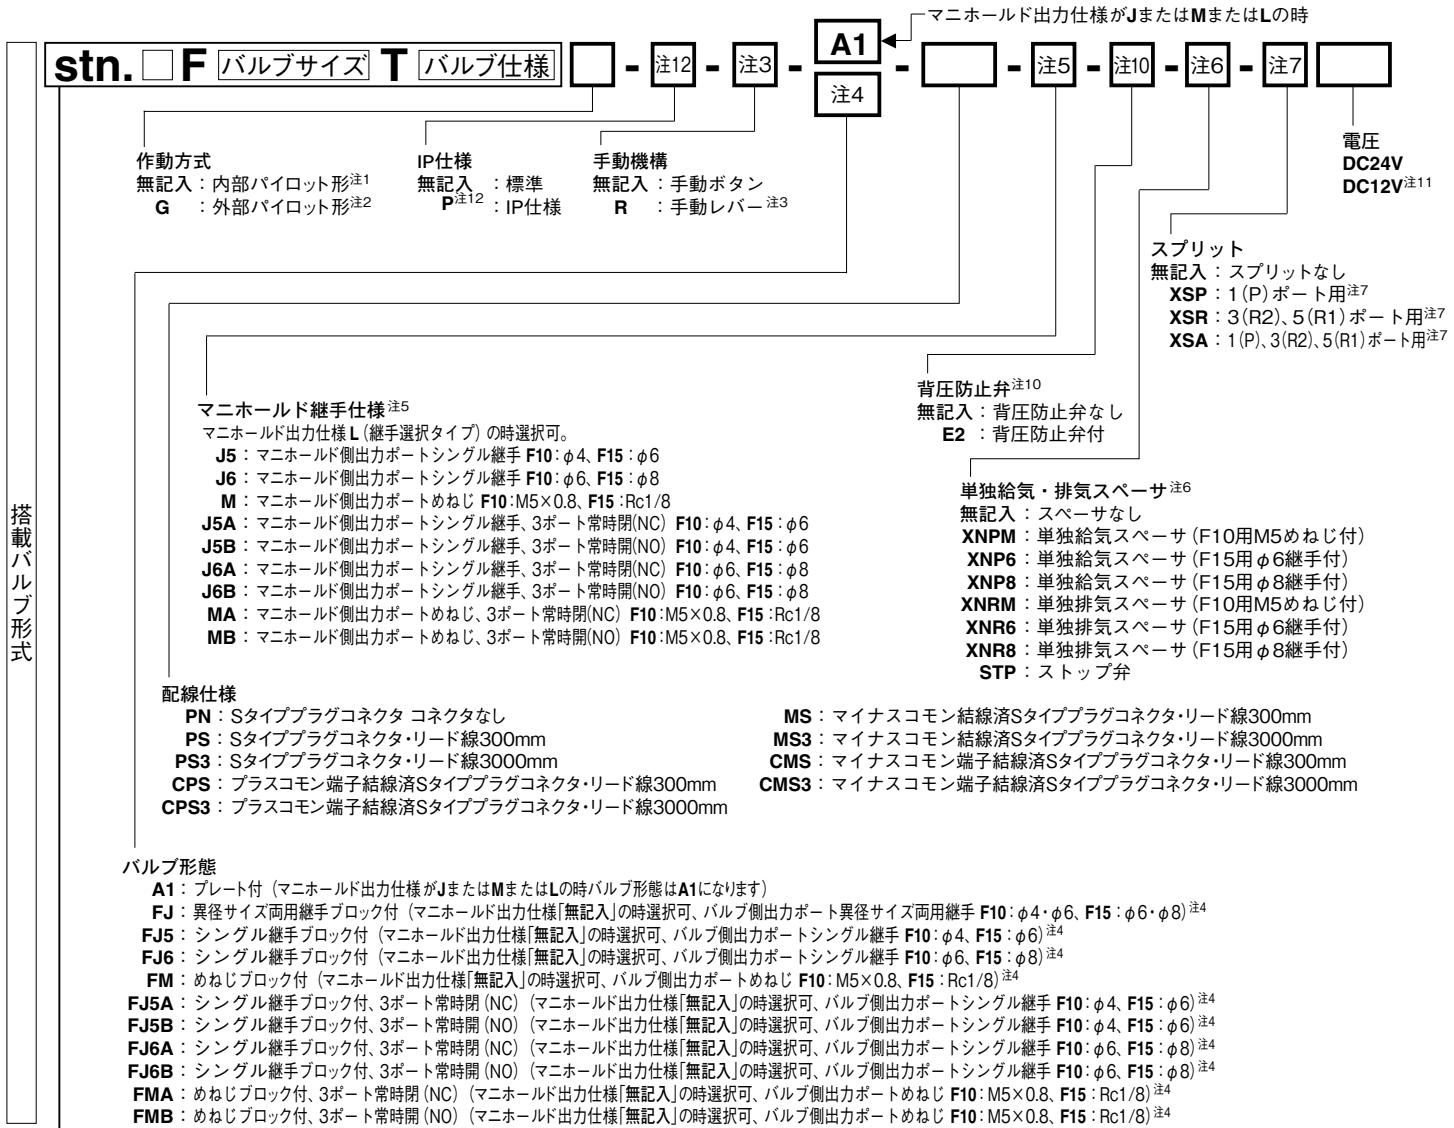 マニホールド出力仕様がJまたはMまたはLの時
stn. □ F バルブサイズ T バルブ仕様 □ - 注12 - 注3 - A1 - □ - 注5 - 注10 - 注6 - 注7 □
注4
作動方式
無記入：内部パイロット形注1
G ：外部パイロット形注2
IP仕様
無記入：標準
P注12：IP仕様
手動機構
無記入：手動ボタン
R ：手動レバー注3
電圧
DC24V
DC12V注11
スプリット
無記入：スプリットなし
XSP：1(P)ポート用注7
XSR：3(R2)、5(R1)ポート用注7
XSA：1(P)、3(R2)、5(R1)ポート用注7
背圧防止弁注10
無記入：背圧防止弁なし
E2 ：背圧防止弁付
マニホールド継手仕様注5
マニホールド出力仕様L（継手選択タイプ）の時選択可。
J5：マニホールド側出力ポートシングル継手 F10：φ4、F15：φ6
J6：マニホールド側出力ポートシングル継手 F10：φ6、F15：φ8
M：マニホールド側出力ポートめねじ F10：M5×0.8、F15：Rc1/8
J5A：マニホールド側出力ポートシングル継手、3ポート常時閉(NC) F10：φ4、F15：φ6
J5B：マニホールド側出力ポートシングル継手、3ポート常時開(NO) F10：φ4、F15：φ6
J6A：マニホールド側出力ポートシングル継手、3ポート常時閉(NC) F10：φ6、F15：φ8
J6B：マニホールド側出力ポートシングル継手、3ポート常時開(NO) F10：φ6、F15：φ8
MA：マニホールド側出力ポートめねじ、3ポート常時閉(NC) F10：M5×0.8、F15：Rc1/8
MB：マニホールド側出力ポートめねじ、3ポート常時開(NO) F10：M5×0.8、F15：Rc1/8
単独給気・排気スペーサ注6
無記入：スペーサなし
XNPM：単独給気スペーサ（F10用M5めねじ付）
XNP6：単独給気スペーサ（F15用φ6継手付）
XNP8：単独給気スペーサ（F15用φ8継手付）
XNRM：単独排気スペーサ（F10用M5めねじ付）
XNR6：単独排気スペーサ（F15用φ6継手付）
XNR8：単独排気スペーサ（F15用φ8継手付）
STP：ストップ弁
搭載バルブ形式
配線仕様
PN：Sタイププラグコネクタ コネクタなし
PS：Sタイププラグコネクタ・リード線300mm
PS3：Sタイププラグコネクタ・リード線3000mm
CPS：プラスコモン端子結線済Sタイププラグコネクタ・リード線300mm
CPS3：プラスコモン端子結線済Sタイププラグコネクタ・リード線3000mm
MS：マイナスコモン結線済Sタイププラグコネクタ・リード線300mm
MS3：マイナスコモン結線済Sタイププラグコネクタ・リード線3000mm
CMS：マイナスコモン端子結線済Sタイププラグコネクタ・リード線300mm
CMS3：マイナスコモン端子結線済Sタイププラグコネクタ・リード線3000mm
バルブ形態
A1：プレート付（マニホールド出力仕様がJまたはMまたはLの時バルブ形態はA1になります）
FJ：異径サイズ両用継手ブロック付（マニホールド出力仕様「無記入」の時選択可、バルブ側出力ポート異径サイズ両用継手 F10：φ4・φ6、F15：φ6・φ8）注4
FJ5：シングル継手ブロック付（マニホールド出力仕様「無記入」の時選択可、バルブ側出力ポートシングル継手 F10：φ4、F15：φ6）注4
FJ6：シングル継手ブロック付（マニホールド出力仕様「無記入」の時選択可、バルブ側出力ポートシングル継手 F10：φ6、F15：φ8）注4
FM：めねじブロック付（マニホールド出力仕様「無記入」の時選択可、バルブ側出力ポートめねじ F10：M5×0.8、F15：Rc1/8）注4
FJ5A：シングル継手ブロック付、3ポート常時閉（NC）（マニホールド出力仕様「無記入」の時選択可、バルブ側出力ポートシングル継手 F10：φ4、F15：φ6）注4
FJ5B：シングル継手ブロック付、3ポート常時開（NO）（マニホールド出力仕様「無記入」の時選択可、バルブ側出力ポートシングル継手 F10：φ4、F15：φ6）注4
FJ6A：シングル継手ブロック付、3ポート常時閉（NC）（マニホールド出力仕様「無記入」の時選択可、バルブ側出力ポートシングル継手 F10：φ6、F15：φ8）注4
FJ6B：シングル継手ブロック付、3ポート常時開（NO）（マニホールド出力仕様「無記入」の時選択可、バルブ側出力ポートシングル継手 F10：φ6、F15：φ8）注4
FMA：めねじブロック付、3ポート常時閉（NC）（マニホールド出力仕様「無記入」の時選択可、バルブ側出力ポートめねじ F10：M5×0.8、F15：Rc1/8）注4
FMB：めねじブロック付、3ポート常時開（NO）（マニホールド出力仕様「無記入」の時選択可、バルブ側出力ポートめねじ F10：M5×0.8、F15：Rc1/8）注4